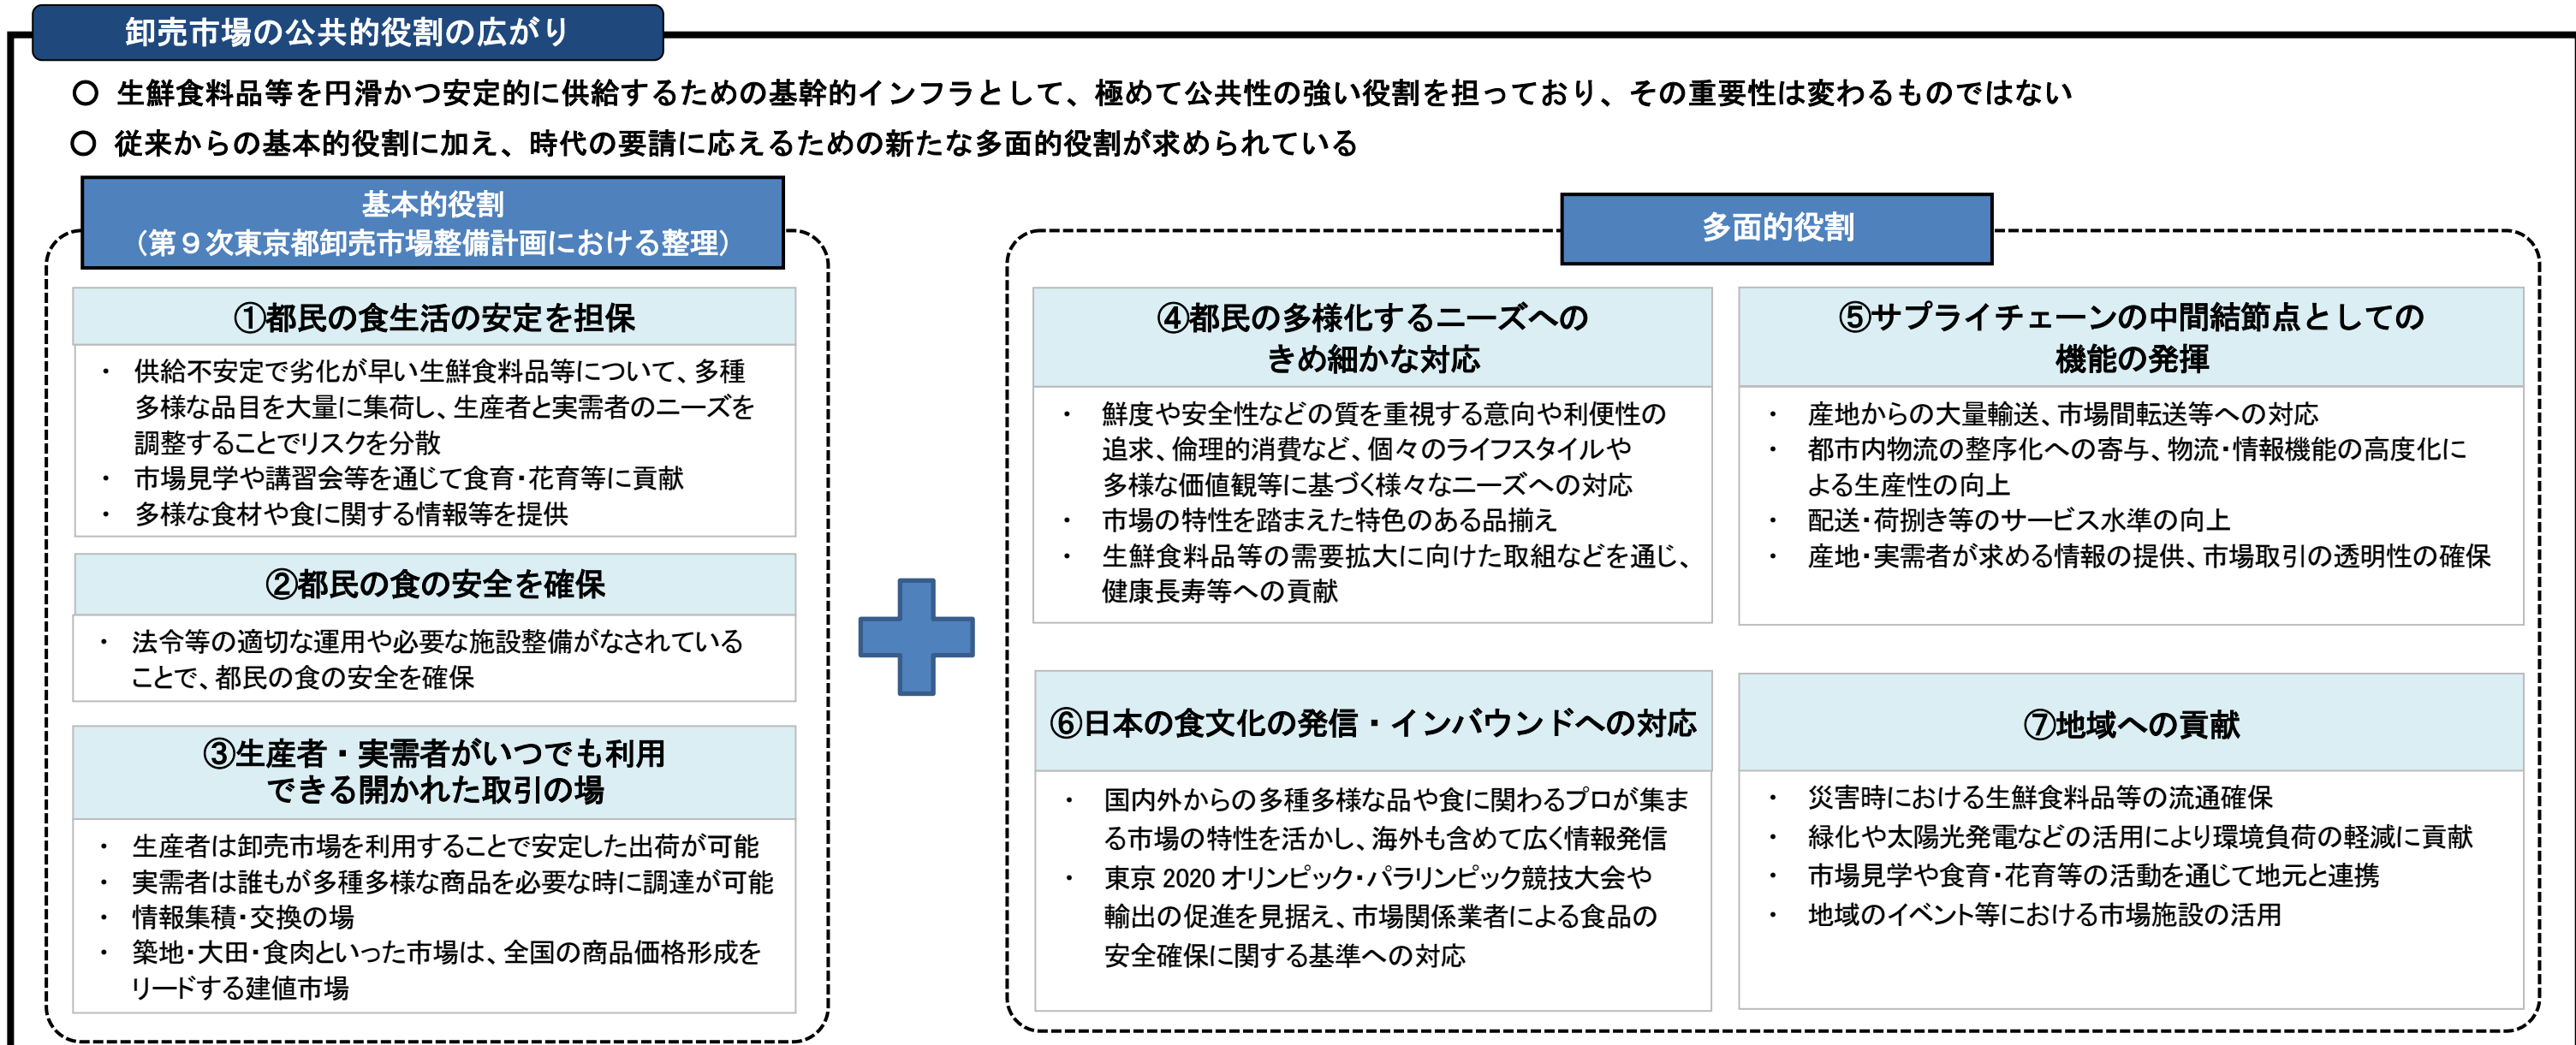 卸売市場の公共的役割の広がり
○ 生鮮食料品等を円滑かつ安定的に供給するための基幹的インフラとして、極めて公共性の強い役割を担っており、その重要性は変わるものではない
○ 従来からの基本的役割に加え、時代の要請に応えるための新たな多面的役割が求められている
基本的役割
（第９次東京都卸売市場整備計画における整理）
①都民の食生活の安定を担保
・ 供給不安定で劣化が早い生鮮食料品等について、多種
多様な品目を大量に集荷し、生産者と実需者のニーズを
調整することでリスクを分散
・ 市場見学や講習会等を通じて食育・花育等に貢献
・ 多様な食材や食に関する情報等を提供
②都民の食の安全を確保
・ 法令等の適切な運用や必要な施設整備がなされている
ことで、都民の食の安全を確保
③生産者・実需者がいつでも利用
できる開かれた取引の場
・ 生産者は卸売市場を利用することで安定した出荷が可能
・ 実需者は誰もが多種多様な商品を必要な時に調達が可能
・ 情報集積・交換の場
・ 築地・大田・食肉といった市場は、全国の商品価格形成を
リードする建値市場
多面的役割
④都民の多様化するニーズへの
きめ細かな対応
・ 鮮度や安全性などの質を重視する意向や利便性の
追求、倫理的消費など、個々のライフスタイルや
多様な価値観等に基づく様々なニーズへの対応
・ 市場の特性を踏まえた特色のある品揃え
・ 生鮮食料品等の需要拡大に向けた取組などを通じ、
健康長寿等への貢献
⑤サプライチェーンの中間結節点としての
機能の発揮
・ 産地からの大量輸送、市場間転送等への対応
・ 都市内物流の整序化への寄与、物流・情報機能の高度化に
よる生産性の向上
・ 配送・荷捌き等のサービス水準の向上
・ 産地・実需者が求める情報の提供、市場取引の透明性の確保
⑥日本の食文化の発信・インバウンドへの対応
・ 国内外からの多種多様な品や食に関わるプロが集ま
る市場の特性を活かし、海外も含めて広く情報発信
・ 東京 2020 オリンピック・パラリンピック競技大会や
輸出の促進を見据え、市場関係業者による食品の
安全確保に関する基準への対応
⑦地域への貢献
・ 災害時における生鮮食料品等の流通確保
・ 緑化や太陽光発電などの活用により環境負荷の軽減に貢献
・ 市場見学や食育・花育等の活動を通じて地元と連携
・ 地域のイベント等における市場施設の活用